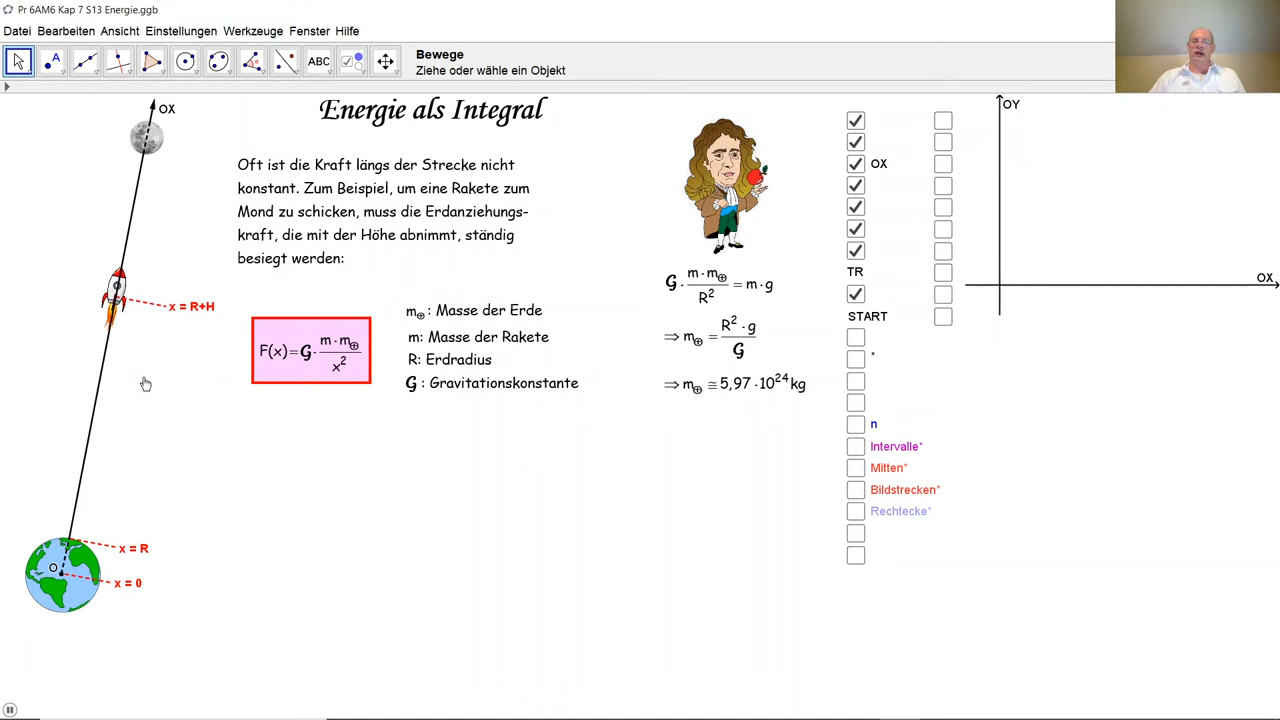 Pr 6AM6 Kap 7 S13 Energie.ggb
Datei Bearbeiten Ansicht Einstellungen Werkzeuge Fenster Hilfe
A
ABC
Bewege
Ziehe oder wähle ein Objekt
OX
Energie als Integral
Oft ist die Kraft längs der Strecke nicht
konstant. Zum Beispiel, um eine Rakete zum
Mond zu schicken, muss die Erdanziehungs-
kraft, die mit der Höhe abnimmt, ständig
besiegt werden:
x = R+H
F(x)=G·(m·m⊕)/x²
m⊕ : Masse der Erde
m: Masse der Rakete
R: Erdradius
G : Gravitationskonstante
G·(m·m⊕)/R² = m·g
⇒ m⊕ = (R²·g)/G
⇒ m⊕ ≅ 5,97·10²⁴ kg
x = R
O
x = 0
OX
TR
START
*
n
Intervalle*
Mitten*
Bildstrecken*
Rechtecke*
OY
OX